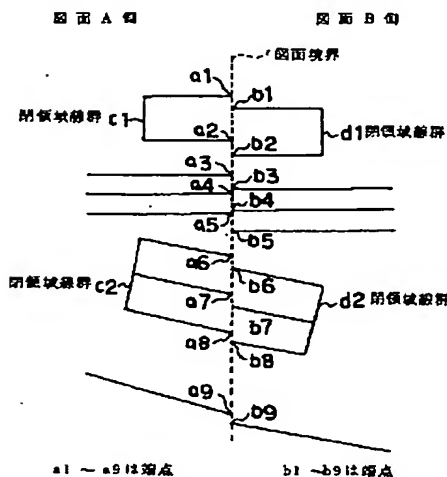 図面A側 図面B側
図面境界
a1
b1
閉領域線群 c1
a2
b2
d1 閉領域線群
a3
b3
a4
b4
a5
b5
a6
b6
閉領域線群 c2
a7
b7
d2 閉領域線群
a8
b8
a9
b9
a1 ～a9は端点 b1 ~b9は端点